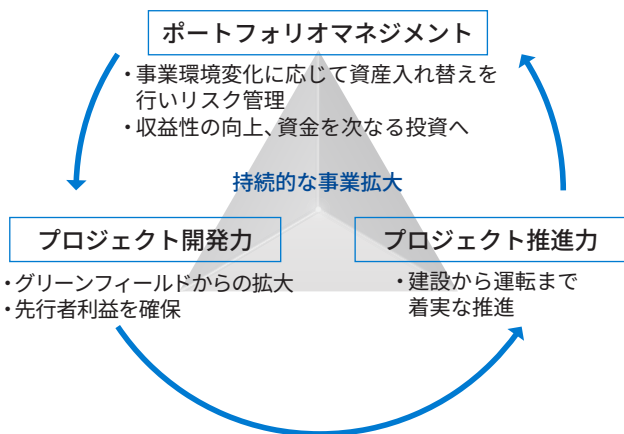 ポートフォリオマネジメント
・事業環境変化に応じて資産入れ替えを
行いリスク管理
・収益性の向上、資金を次なる投資へ
持続的な事業拡大
プロジェクト開発力
・グリーンフィールドからの拡大
・先行者利益を確保
プロジェクト推進力
・建設から運転まで
着実な推進